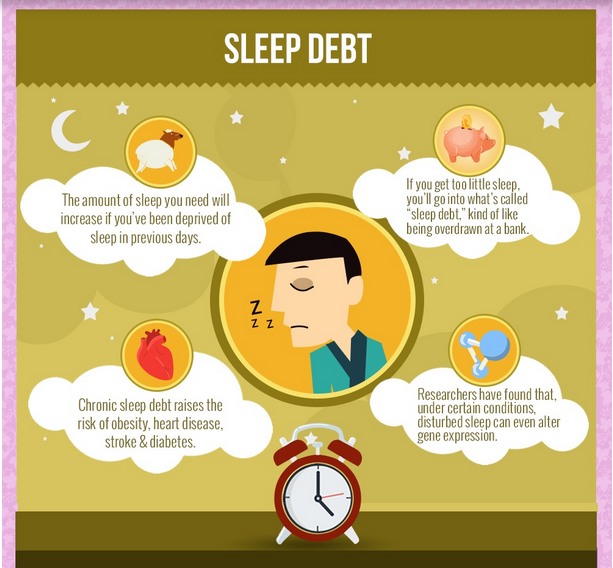 SLEEP DEBT
The amount of sleep you need will
increase if you've been deprived of
sleep in previous days.
If you get too little sleep,
you'll go into what's called
"sleep debt," kind of like
being overdrawn at a bank.
Z
Z Z
Chronic sleep debt raises the
risk of obesity, heart disease,
stroke & diabetes.
Researchers have found that,
under certain conditions,
disturbed sleep can even alter
gene expression.